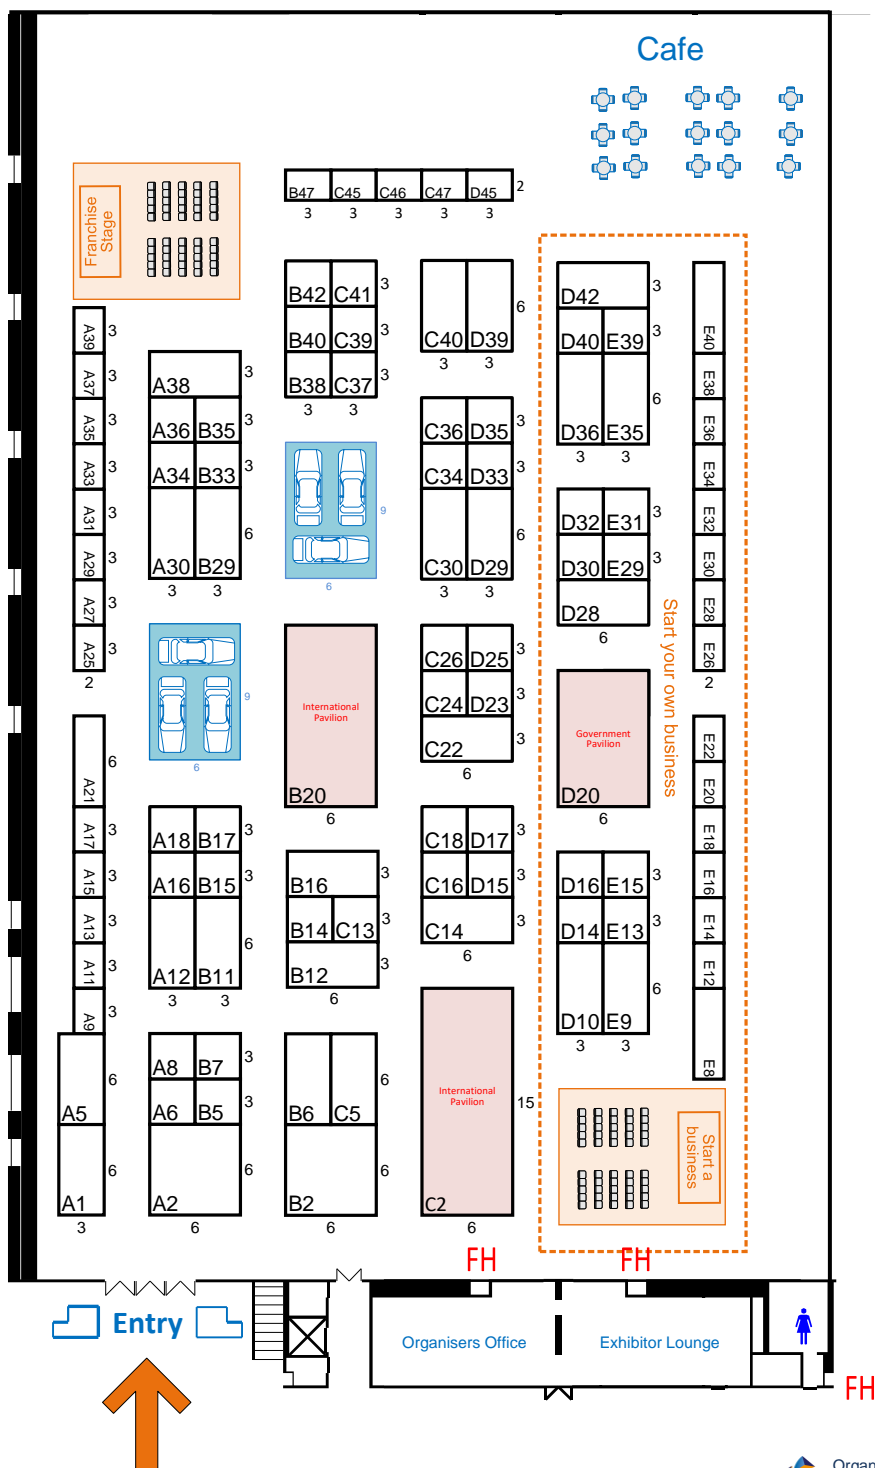 Cafe
Franchise
Stage
B47 C45 C46 C47 D45 2
3 3 3 3 3
B42 C41 3
B40 C39 3
B38 C37 3
3 3
C40 D39 6
3 3
D42 3
D40 E39 3
D36 E35 6
3 3
A39 3
A37 3
A35 3
A33 3
A31 3
A29 3
A27 3
A25 3
2
A38 3
A36 B35 3
A34 B33 3
A30 B29 6
3 3
9
6
C36 D35 3
C34 D33 3
C30 D29 6
3 3
D32 E31 3
D30 E29 3
D28
6
E40
E38
E36
E34
E32
E30
E28
E26
2
Start your own business
9
6
International
Pavilion
B20
6
C26 D25 3
C24 D23 3
C22 3
6
Government
Pavilion
D20
6
A21 6
A17 3
A15 3
A13 3
A11 3
A9 3
A5 6
A1 6
3
A18 B17 3
A16 B15 3
A12 B11 6
3 3
B16 3
B14 C13 3
B12 3
6
C18 D17 3
C16 D15 3
C14 3
6
D16 E15 3
D14 E13 3
D10 E9 6
3 3
E22
E20
E18
E16
E14
E12
E8
A8 B7 3
A6 B5 3
A2 6
6
B6 C5 6
B2 6
6
International
Pavilion
15
C2
6
Start a
business
FH FH
Entry
Organisers Office
Exhibitor Lounge
FH
Organ